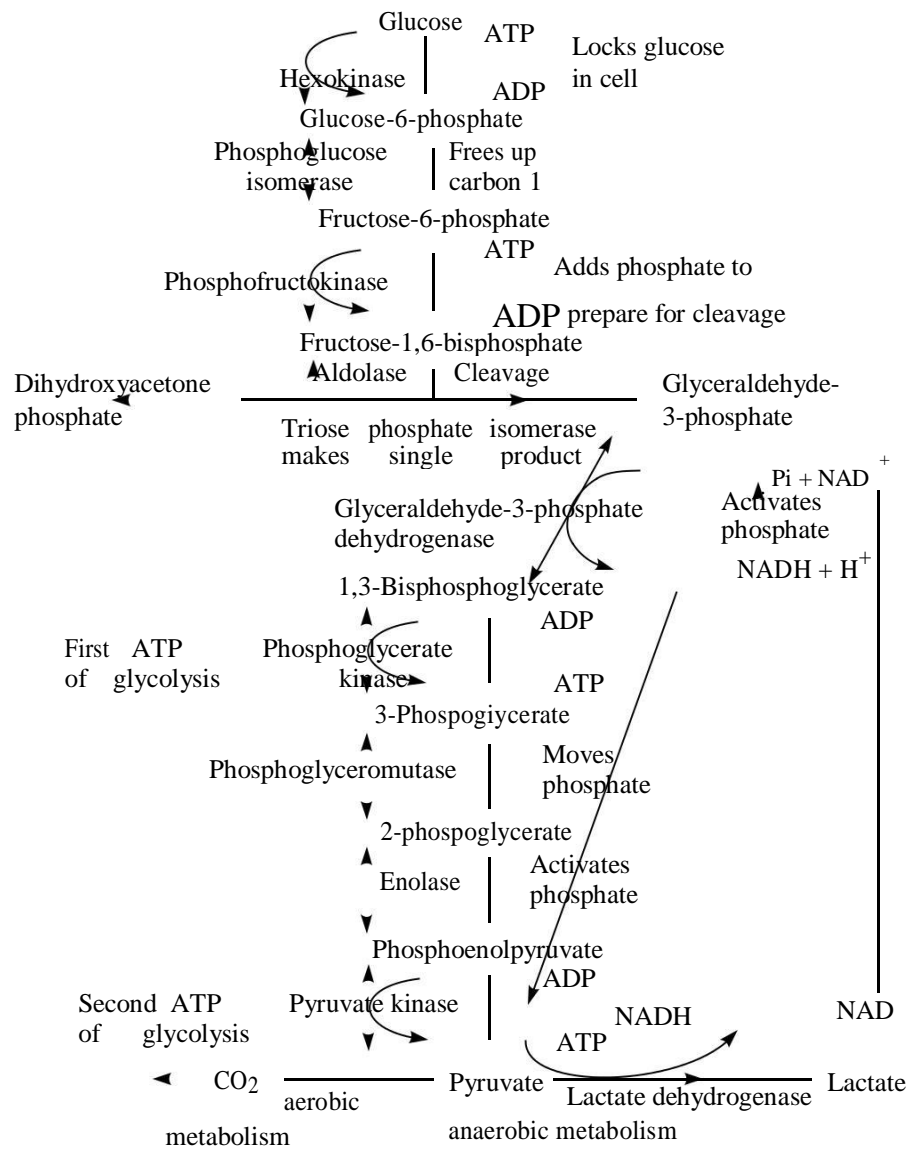 Glucose
ATP
Locks glucose
in cell
Hexokinase
ADP
Glucose-6-phosphate
Phosphoglucose
isomerase
Frees up
carbon 1
Fructose-6-phosphate
ATP
Adds phosphate to
Phosphofructokinase
ADP prepare for cleavage
Fructose-1,6-bisphosphate
Aldolase Cleavage
Dihydroxyacetone
phosphate
Glyceraldehyde-
3-phosphate
Triose phosphate isomerase
makes single product
Pi + NAD +
Activates
phosphate
Glyceraldehyde-3-phosphate
dehydrogenase
NADH + H+
1,3-Bisphosphoglycerate
ADP
First ATP
of glycolysis
Phosphoglycerate
kinase
ATP
3-Phospogiycerate
Moves
phosphate
Phosphoglyceromutase
2-phospoglycerate
Enolase
Activates
phosphate
Phosphoenolpyruvate
ADP
Second ATP
of glycolysis
Pyruvate kinase
NADH
NAD
ATP
CO2
aerobic
metabolism
Pyruvate
Lactate dehydrogenase
Lactate
anaerobic metabolism